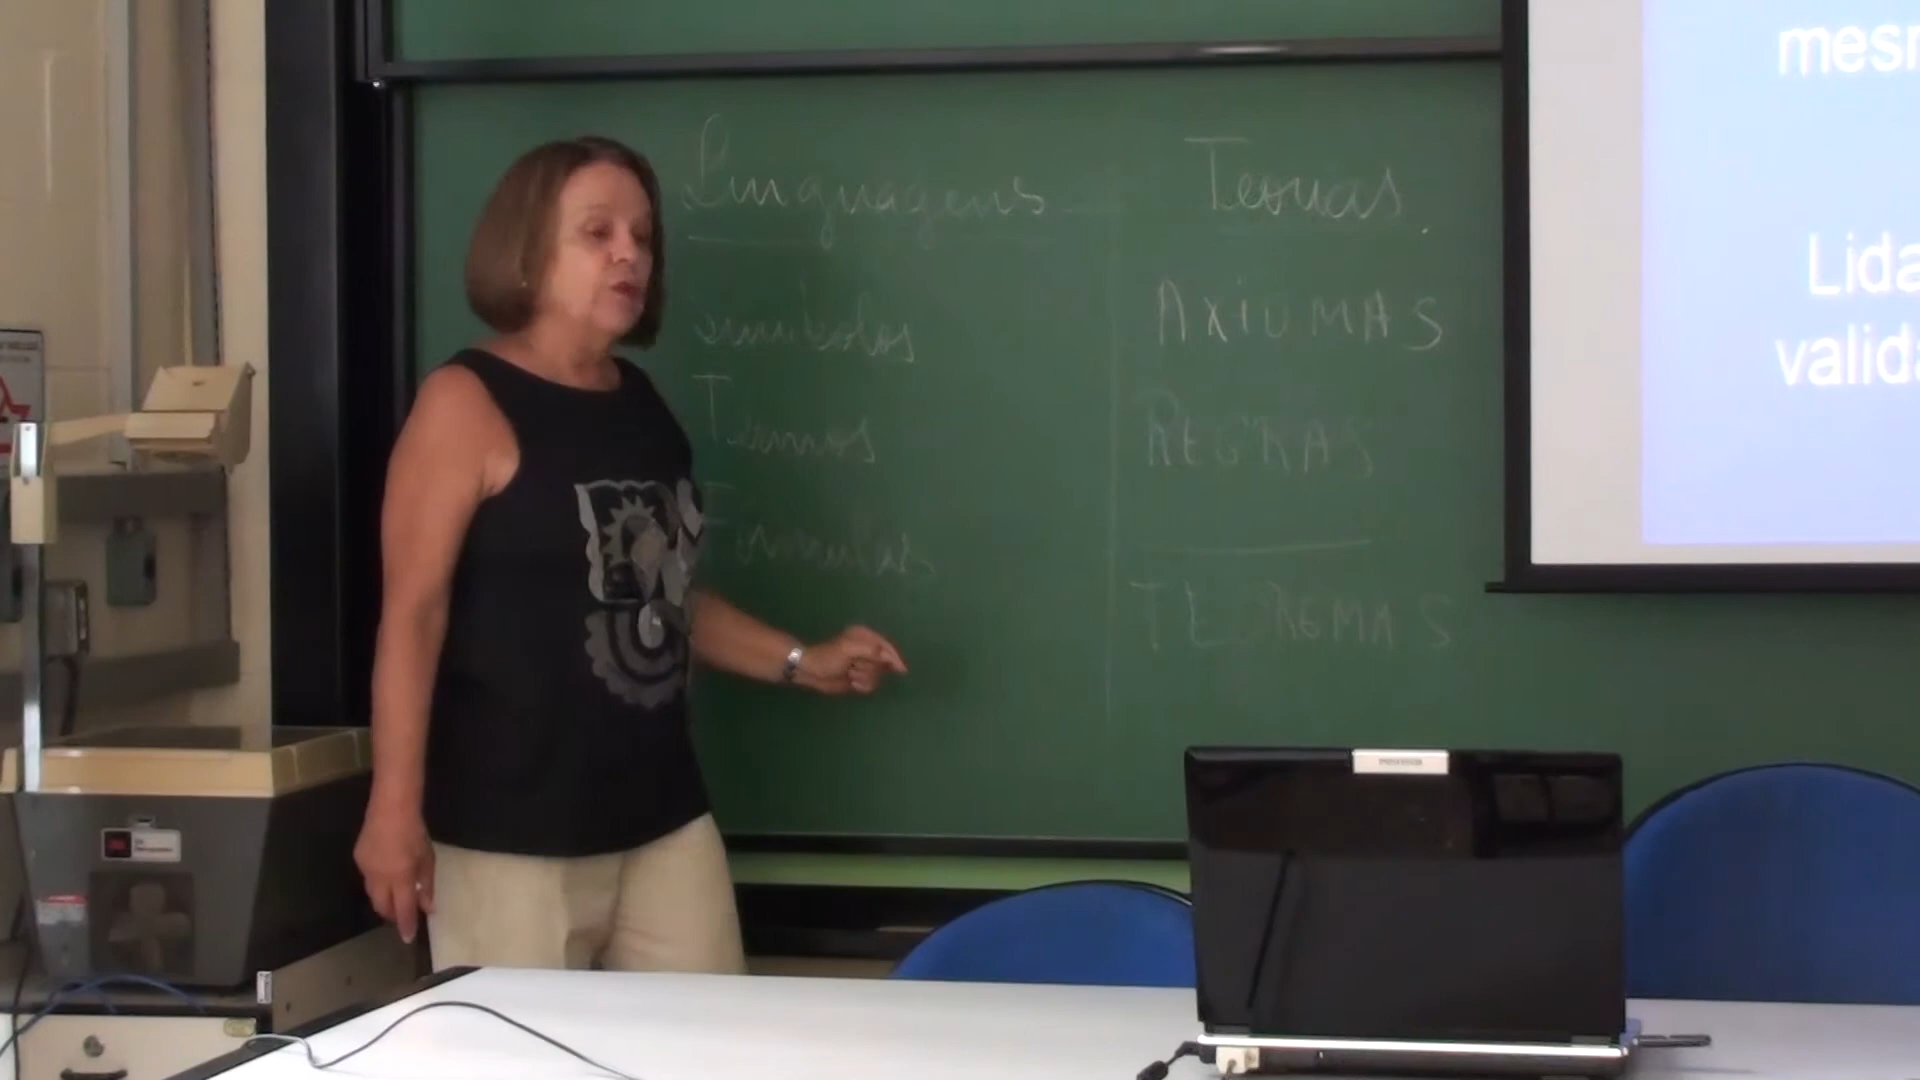 Linguagens
símbolos
Termos
Fórmulas
Teorias.
AXIOMAS
REGRAS
TEOREMAS
mesm
Lida
valida